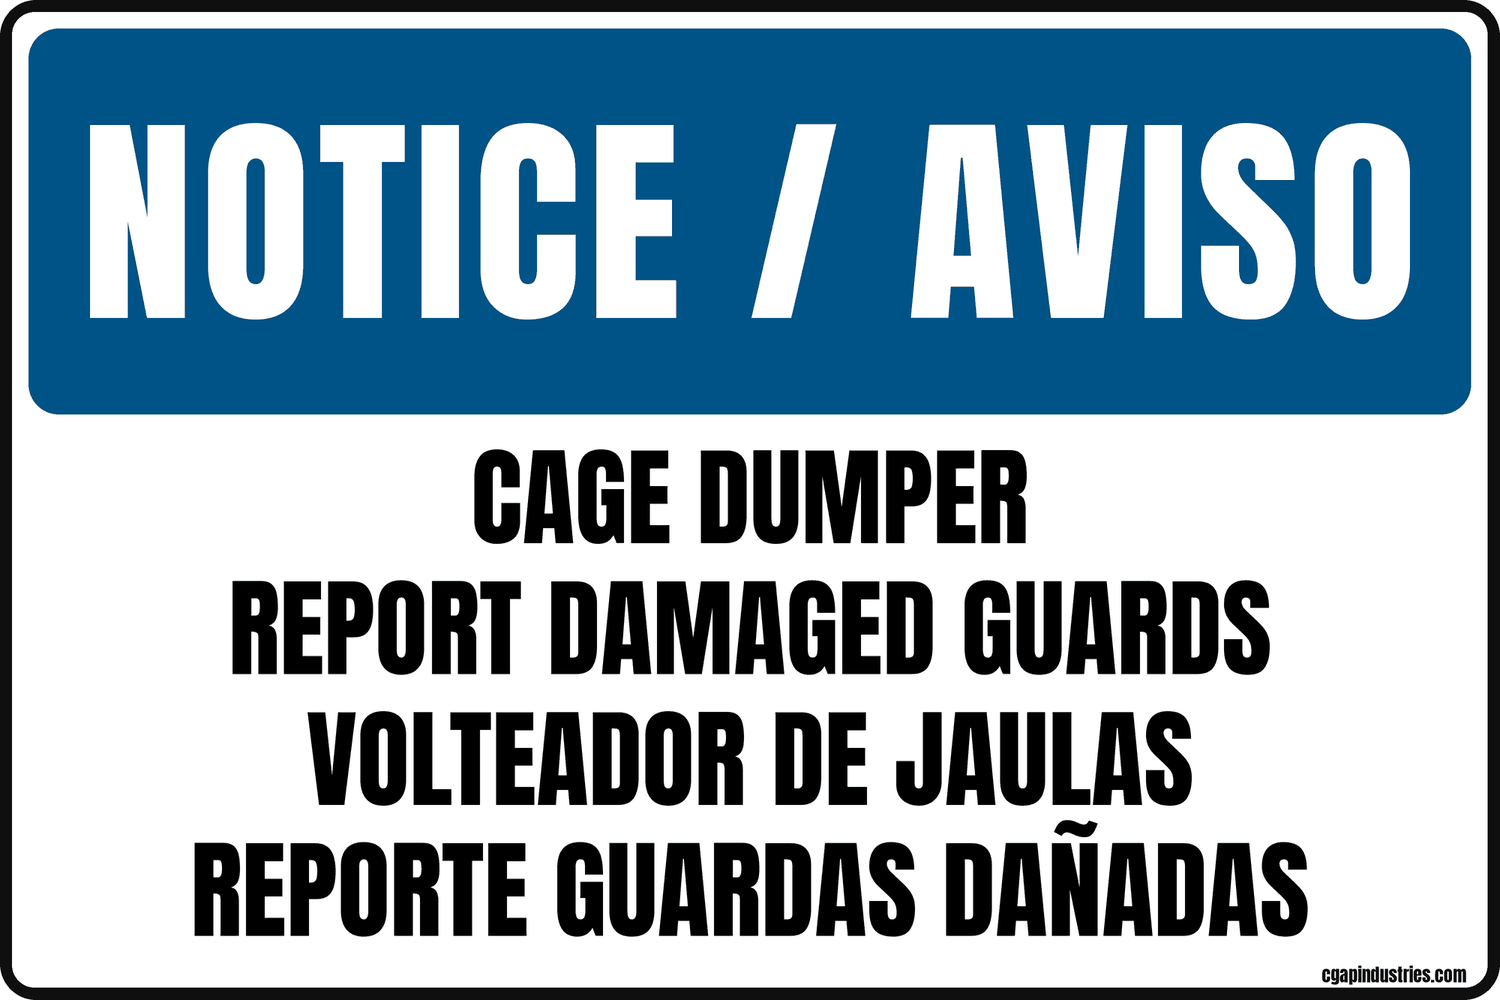 NOTICE / AVISO
CAGE DUMPER
REPORT DAMAGED GUARDS
VOLTEADOR DE JAULAS
REPORTE GUARDAS DAÑADAS
cgapindustries.com